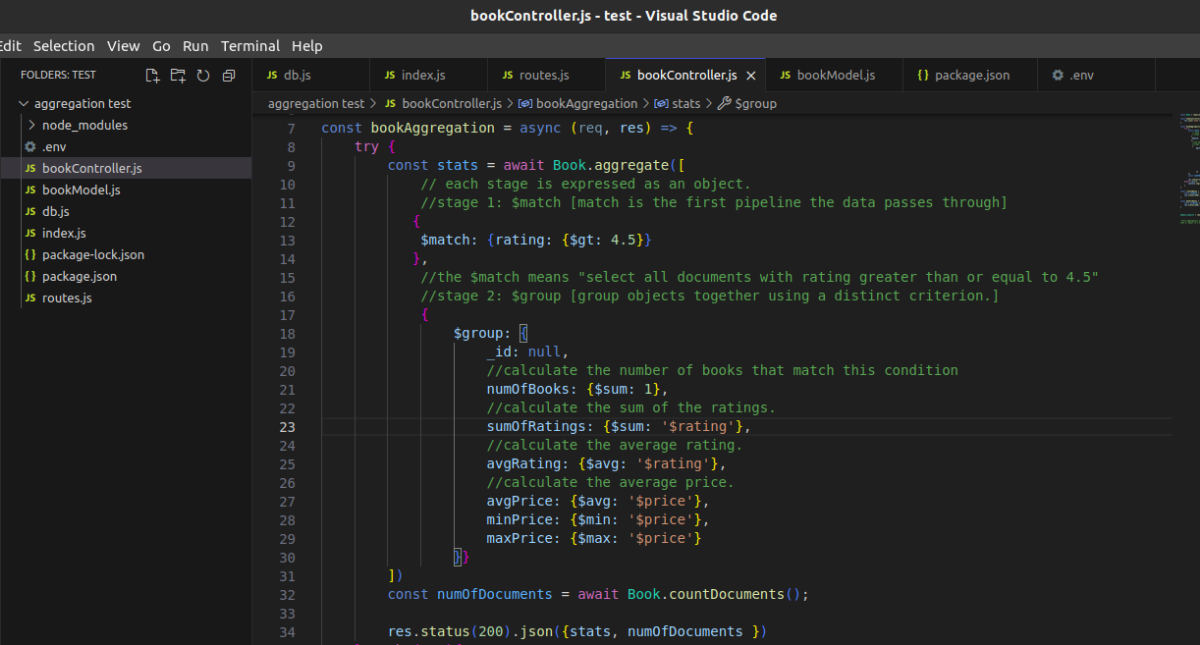 bookController.js - test - Visual Studio Code
Edit Selection View Go Run Terminal Help
FOLDERS: TEST
aggregation test
node_modules
.env
JS bookController.js
JS bookModel.js
JS db.js
JS index.js
{} package-lock.json
{} package.json
JS routes.js
JS db.js JS index.js JS routes.js JS bookController.js × JS bookModel.js {} package.json .env
aggregation test > JS bookController.js > bookAggregation > stats > $group
7 const bookAggregation = async (req, res) => {
8 try {
9 const stats = await Book.aggregate([
10 // each stage is expressed as an object.
11 //stage 1: $match [match is the first pipeline the data passes through]
12 {
13 $match: {rating: {$gt: 4.5}}
14 },
15 //the $match means "select all documents with rating greater than or equal to 4.5"
16 //stage 2: $group [group objects together using a distinct criterion.]
17 {
18 $group: {
19 _id: null,
20 //calculate the number of books that match this condition
21 numOfBooks: {$sum: 1},
22 //calculate the sum of the ratings.
23 sumOfRatings: {$sum: '$rating'},
24 //calculate the average rating.
25 avgRating: {$avg: '$rating'},
26 //calculate the average price.
27 avgPrice: {$avg: '$price'},
28 minPrice: {$min: '$price'},
29 maxPrice: {$max: '$price'}
30 }}
31 ])
32 const numOfDocuments = await Book.countDocuments();
33
34 res.status(200).json({stats, numOfDocuments })